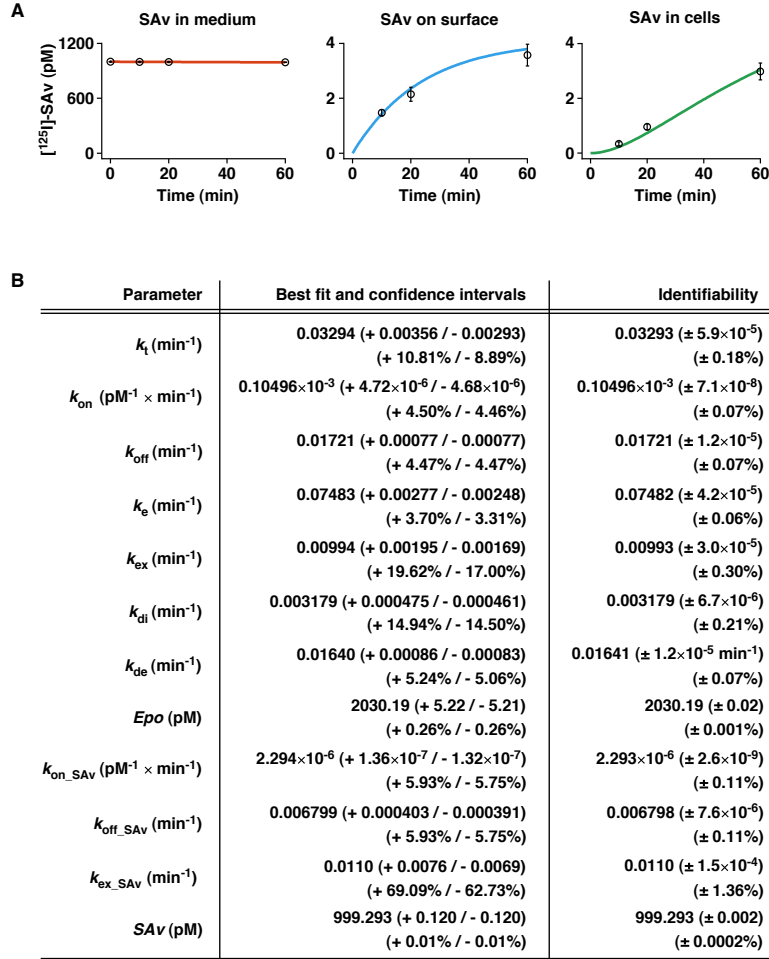 A
SAv in medium
SAv on surface
SAv in cells
[¹²⁵I]-SAv (pM)
1200
600
0
0 20 40 60
Time (min)
4
2
0
0 20 40 60
Time (min)
4
2
0
0 20 40 60
Time (min)
B
Parameter Best fit and confidence intervals Identifiability
kₜ (min⁻¹) 0.03294 (+ 0.00356 / - 0.00293) 0.03293 (± 5.9×10⁻⁵)
(+ 10.81% / - 8.89%) (± 0.18%)
k_on (pM⁻¹ × min⁻¹) 0.10496×10⁻³ (+ 4.72×10⁻⁶ / - 4.68×10⁻⁶) 0.10496×10⁻³ (± 7.1×10⁻⁸)
(+ 4.50% / - 4.46%) (± 0.07%)
k_off (min⁻¹) 0.01721 (+ 0.00077 / - 0.00077) 0.01721 (± 1.2×10⁻⁵)
(+ 4.47% / - 4.47%) (± 0.07%)
k_e (min⁻¹) 0.07483 (+ 0.00277 / - 0.00248) 0.07482 (± 4.2×10⁻⁵)
(+ 3.70% / - 3.31%) (± 0.06%)
k_ex (min⁻¹) 0.00994 (+ 0.00195 / - 0.00169) 0.00993 (± 3.0×10⁻⁵)
(+ 19.62% / - 17.00%) (± 0.30%)
k_di (min⁻¹) 0.003179 (+ 0.000475 / - 0.000461) 0.003179 (± 6.7×10⁻⁶)
(+ 14.94% / - 14.50%) (± 0.21%)
k_de (min⁻¹) 0.01640 (+ 0.00086 / - 0.00083) 0.01641 (± 1.2×10⁻⁵ min⁻¹)
(+ 5.24% / - 5.06%) (± 0.07%)
Epo (pM) 2030.19 (+ 5.22 / - 5.21) 2030.19 (± 0.02)
(+ 0.26% / - 0.26%) (± 0.001%)
k_on_SAv (pM⁻¹ × min⁻¹) 2.294×10⁻⁶ (+ 1.36×10⁻⁷ / - 1.32×10⁻⁷) 2.293×10⁻⁶ (± 2.6×10⁻⁹)
(+ 5.93% / - 5.75%) (± 0.11%)
k_off_SAv (min⁻¹) 0.006799 (+ 0.000403 / - 0.000391) 0.006798 (± 7.6×10⁻⁶)
(+ 5.93% / - 5.75%) (± 0.11%)
k_ex_SAv (min⁻¹) 0.0110 (+ 0.0076 / - 0.0069) 0.0110 (± 1.5×10⁻⁴)
(+ 69.09% / - 62.73%) (± 1.36%)
SAv (pM) 999.293 (+ 0.120 / - 0.120) 999.293 (± 0.002)
(+ 0.01% / - 0.01%) (± 0.0002%)